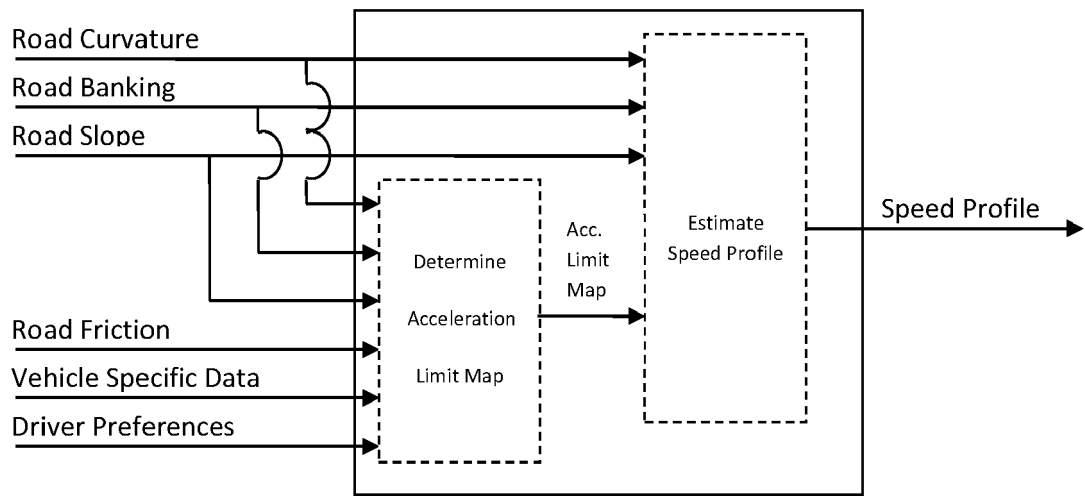 Road Curvature
Road Banking
Road Slope
Road Friction
Vehicle Specific Data
Driver Preferences
Determine
Acceleration
Limit Map
Acc.
Limit
Map
Estimate
Speed Profile
Speed Profile